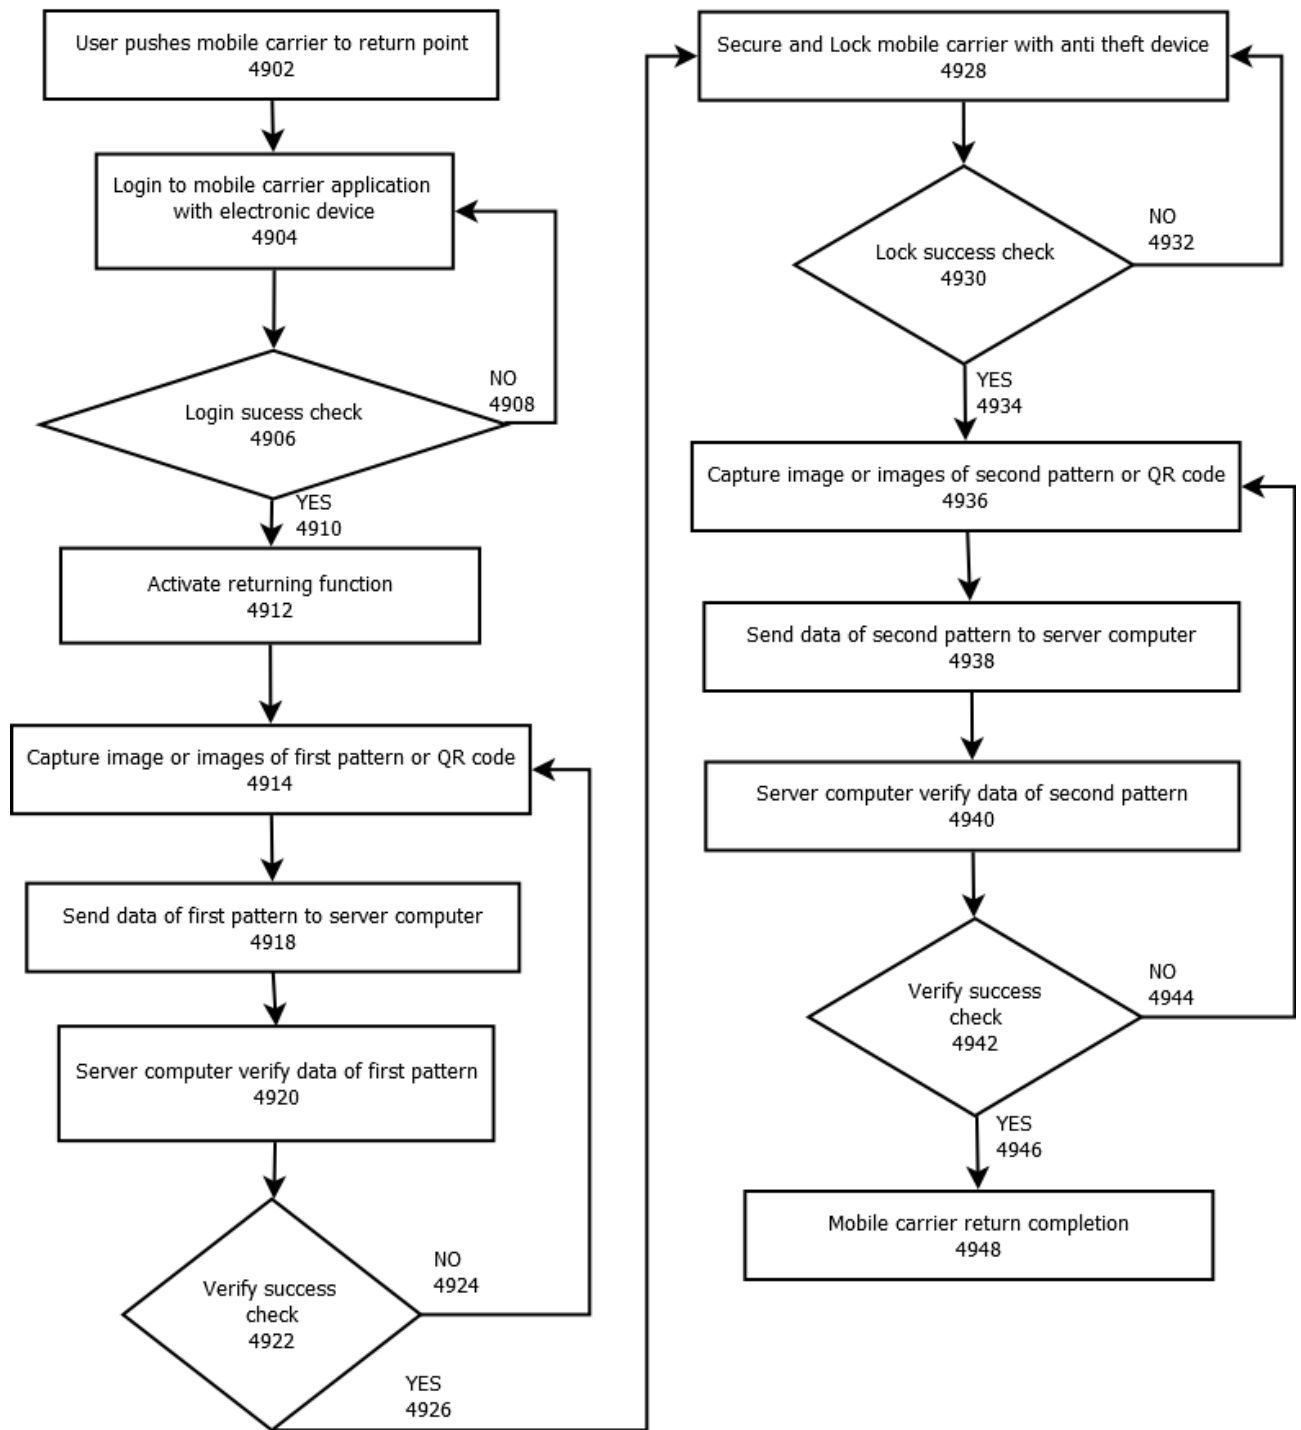 User pushes mobile carrier to return point
4902
Login to mobile carrier application
with electronic device
4904
Login sucess check
4906
NO
4908
YES
4910
Activate returning function
4912
Capture image or images of first pattern or QR code
4914
Send data of first pattern to server computer
4918
Server computer verify data of first pattern
4920
Verify success
check
4922
NO
4924
YES
4926
Secure and Lock mobile carrier with anti theft device
4928
Lock success check
4930
NO
4932
YES
4934
Capture image or images of second pattern or QR code
4936
Send data of second pattern to server computer
4938
Server computer verify data of second pattern
4940
Verify success
check
4942
NO
4944
YES
4946
Mobile carrier return completion
4948